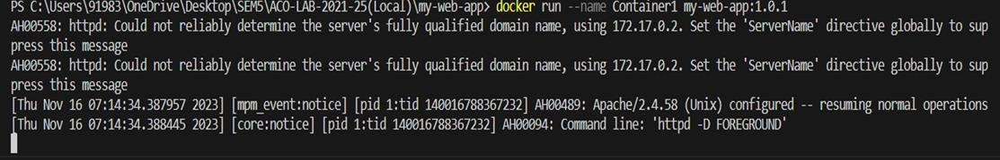 PS C:\Users\91983\OneDrive\Desktop\SEM5\ACO-LAB-2021-25(Local)\my-web-app> docker run --name Container1 my-web-app:1.0.1
AH00558: httpd: Could not reliably determine the server's fully qualified domain name, using 172.17.0.2. Set the 'ServerName' directive globally to sup
press this message
AH00558: httpd: Could not reliably determine the server's fully qualified domain name, using 172.17.0.2. Set the 'ServerName' directive globally to sup
press this message
[Thu Nov 16 07:14:34.387957 2023] [mpm_event:notice] [pid 1:tid 140016788367232] AH00489: Apache/2.4.58 (Unix) configured -- resuming normal operations
[Thu Nov 16 07:14:34.388445 2023] [core:notice] [pid 1:tid 140016788367232] AH00094: Command line: 'httpd -D FOREGROUND'